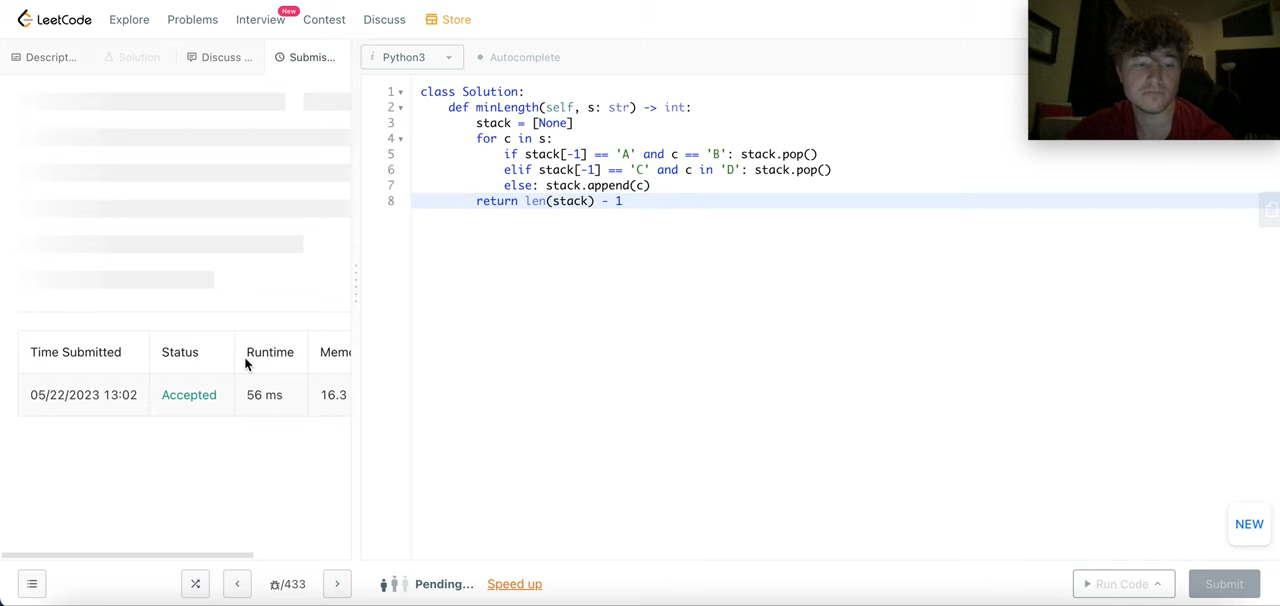 LeetCode Explore Problems Interview New Contest Discuss Store
Descript... Solution Discuss ... Submis... i Python3 Autocomplete
1 class Solution:
2 def minLength(self, s: str) -> int:
3 stack = [None]
4 for c in s:
5 if stack[-1] == 'A' and c == 'B': stack.pop()
6 elif stack[-1] == 'C' and c in 'D': stack.pop()
7 else: stack.append(c)
8 return len(stack) - 1
Time Submitted Status Runtime Memo
05/22/2023 13:02 Accepted 56 ms 16.3
NEW
/433 Pending... Speed up Run Code Submit